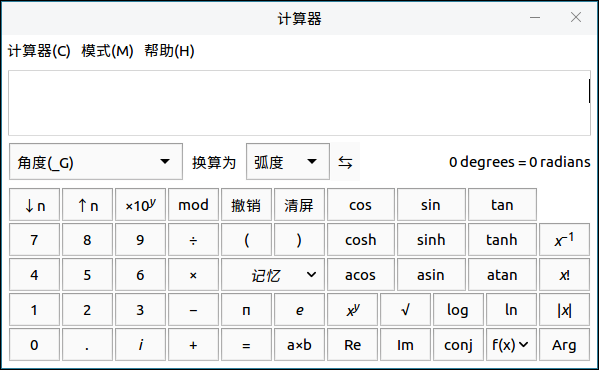 计算器
计算器(C) 模式(M) 帮助(H)
角度(_G) 换算为 弧度 0 degrees = 0 radians
↓n ↑n ×10^y mod 撤销 清屏 cos sin tan
7 8 9 ÷ ( ) cosh sinh tanh x⁻¹
4 5 6 × 记忆 acos asin atan x!
1 2 3 − π e x^y √ log ln |x|
0 . i + = a×b Re Im conj f(x) Arg